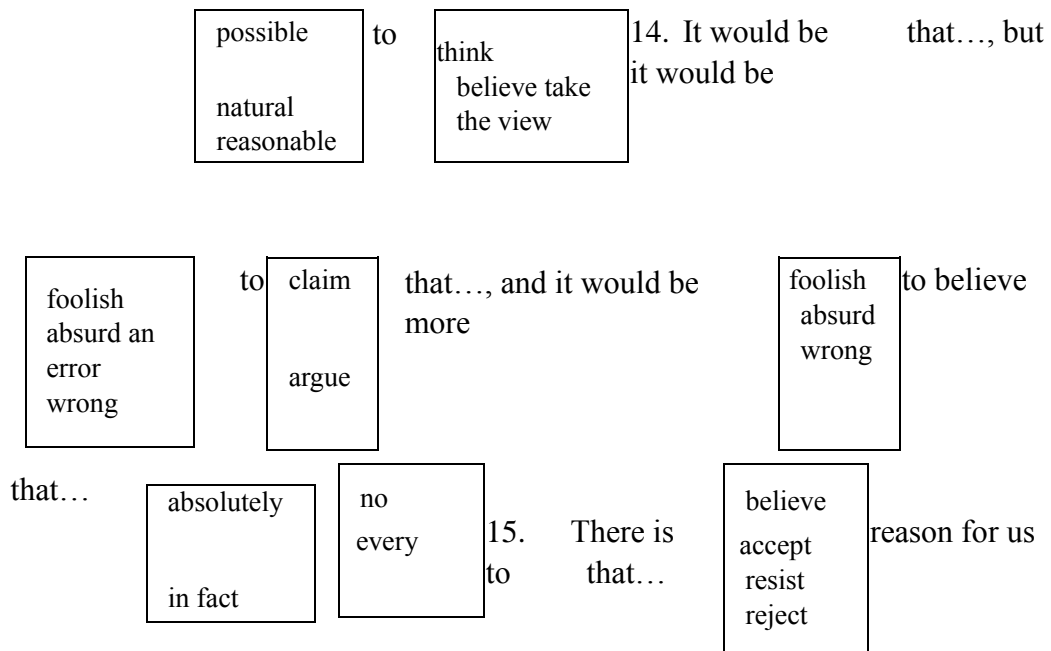 possible to think 14. It would be that…, but
natural believe take it would be
reasonable the view
foolish to claim that…, and it would be foolish to believe
absurd an more absurd
error argue wrong
wrong
that… absolutely no believe
every 15. There is accept reason for us
in fact to that… resist
reject